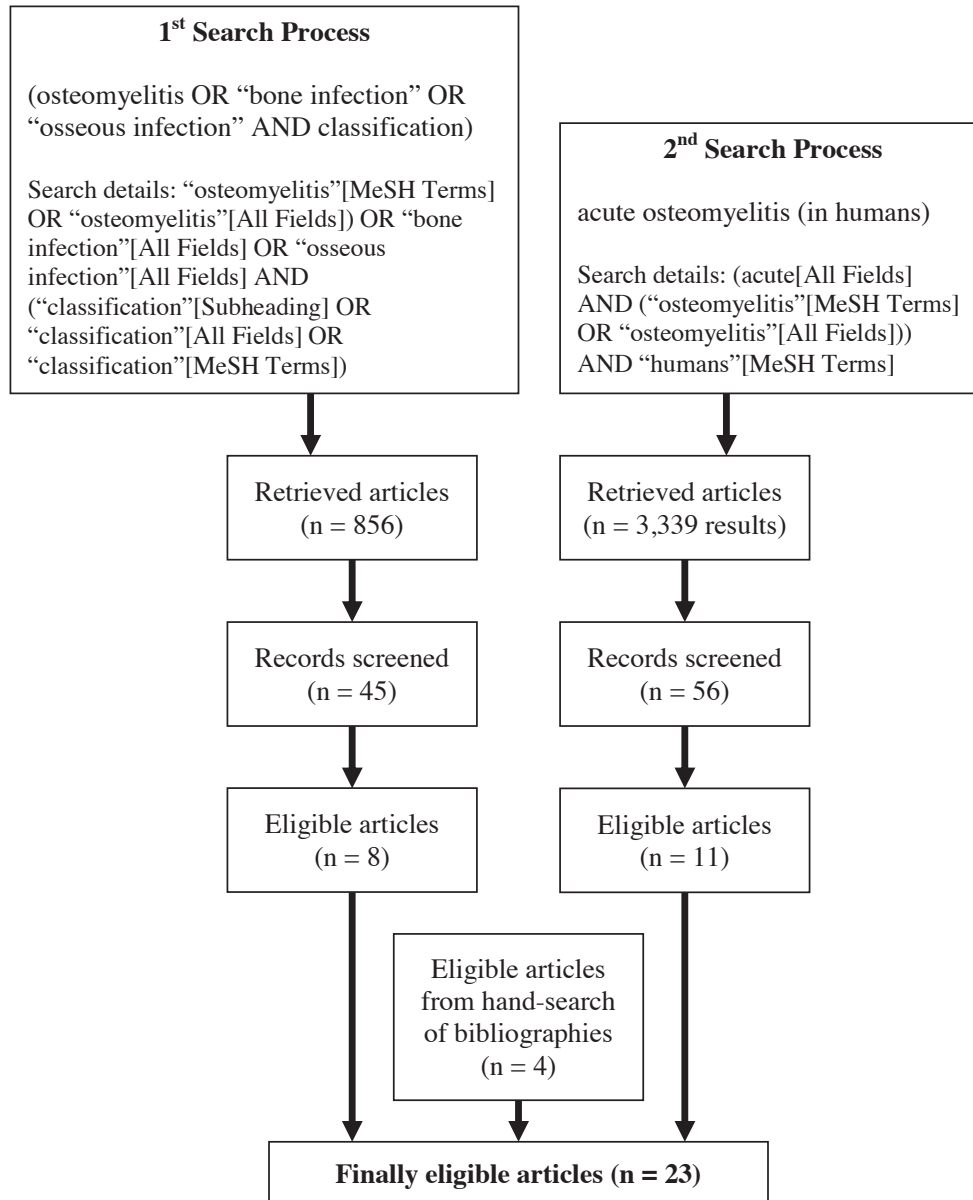 1st Search Process
(osteomyelitis OR “bone infection” OR
“osseous infection” AND classification)
Search details: “osteomyelitis”[MeSH Terms]
OR “osteomyelitis”[All Fields]) OR “bone
infection”[All Fields] OR “osseous
infection”[All Fields] AND
(“classification”[Subheading] OR
“classification”[All Fields] OR
“classification”[MeSH Terms])
2nd Search Process
acute osteomyelitis (in humans)
Search details: (acute[All Fields]
AND (“osteomyelitis”[MeSH Terms]
OR “osteomyelitis”[All Fields]))
AND “humans”[MeSH Terms]
Retrieved articles
(n = 856)
Retrieved articles
(n = 3,339 results)
Records screened
(n = 45)
Records screened
(n = 56)
Eligible articles
(n = 8)
Eligible articles
(n = 11)
Eligible articles
from hand-search
of bibliographies
(n = 4)
Finally eligible articles (n = 23)